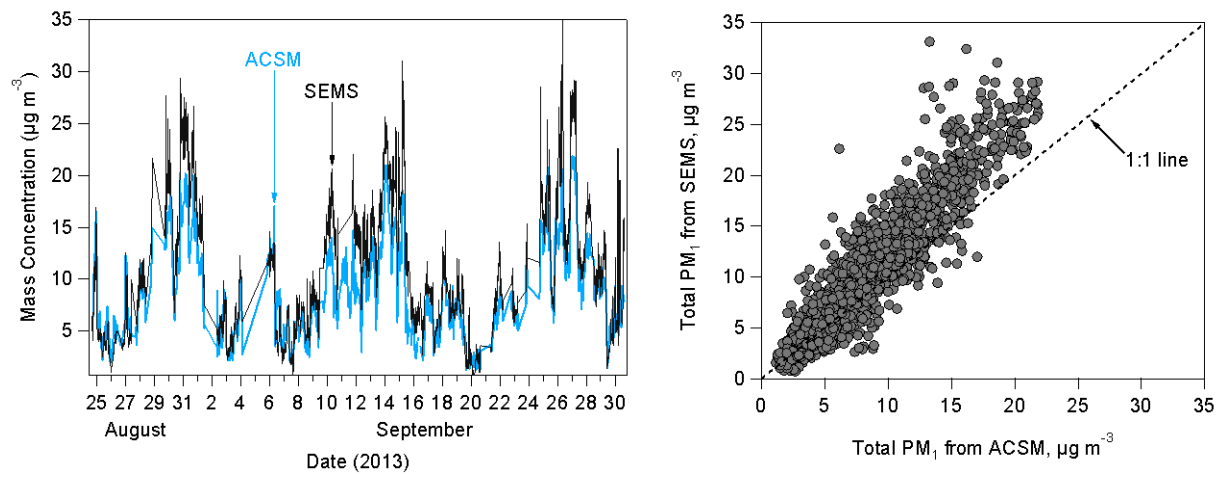 35
30
25
20
15
10
5
Mass Concentration (µg m⁻³)
ACSM
SEMS
25 27 29 31 2 4 6 8 10 12 14 16 18 20 22 24 26 28 30
August September
Date (2013)
35
30
25
20
15
10
5
0
Total PM₁ from SEMS, µg m⁻³
1:1 line
0 5 10 15 20 25 30 35
Total PM₁ from ACSM, µg m⁻³